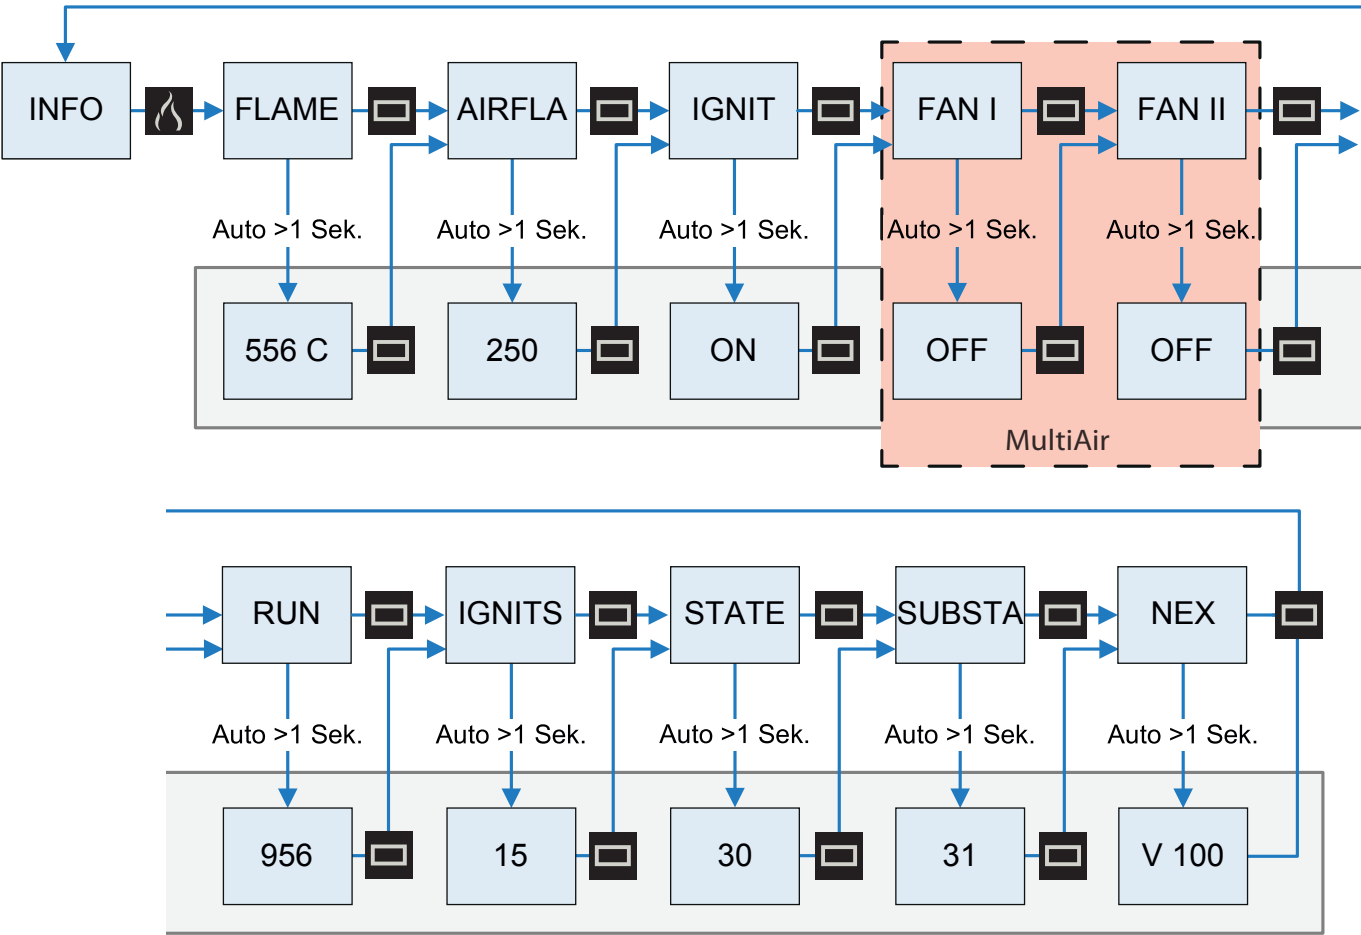 INFO
FLAME
AIRFLA
IGNIT
FAN I
FAN II
Auto >1 Sek.
Auto >1 Sek.
Auto >1 Sek.
Auto >1 Sek.
Auto >1 Sek.
556 C
250
ON
OFF
OFF
MultiAir
RUN
IGNITS
STATE
SUBSTA
NEX
Auto >1 Sek.
Auto >1 Sek.
Auto >1 Sek.
Auto >1 Sek.
Auto >1 Sek.
956
15
30
31
V 100